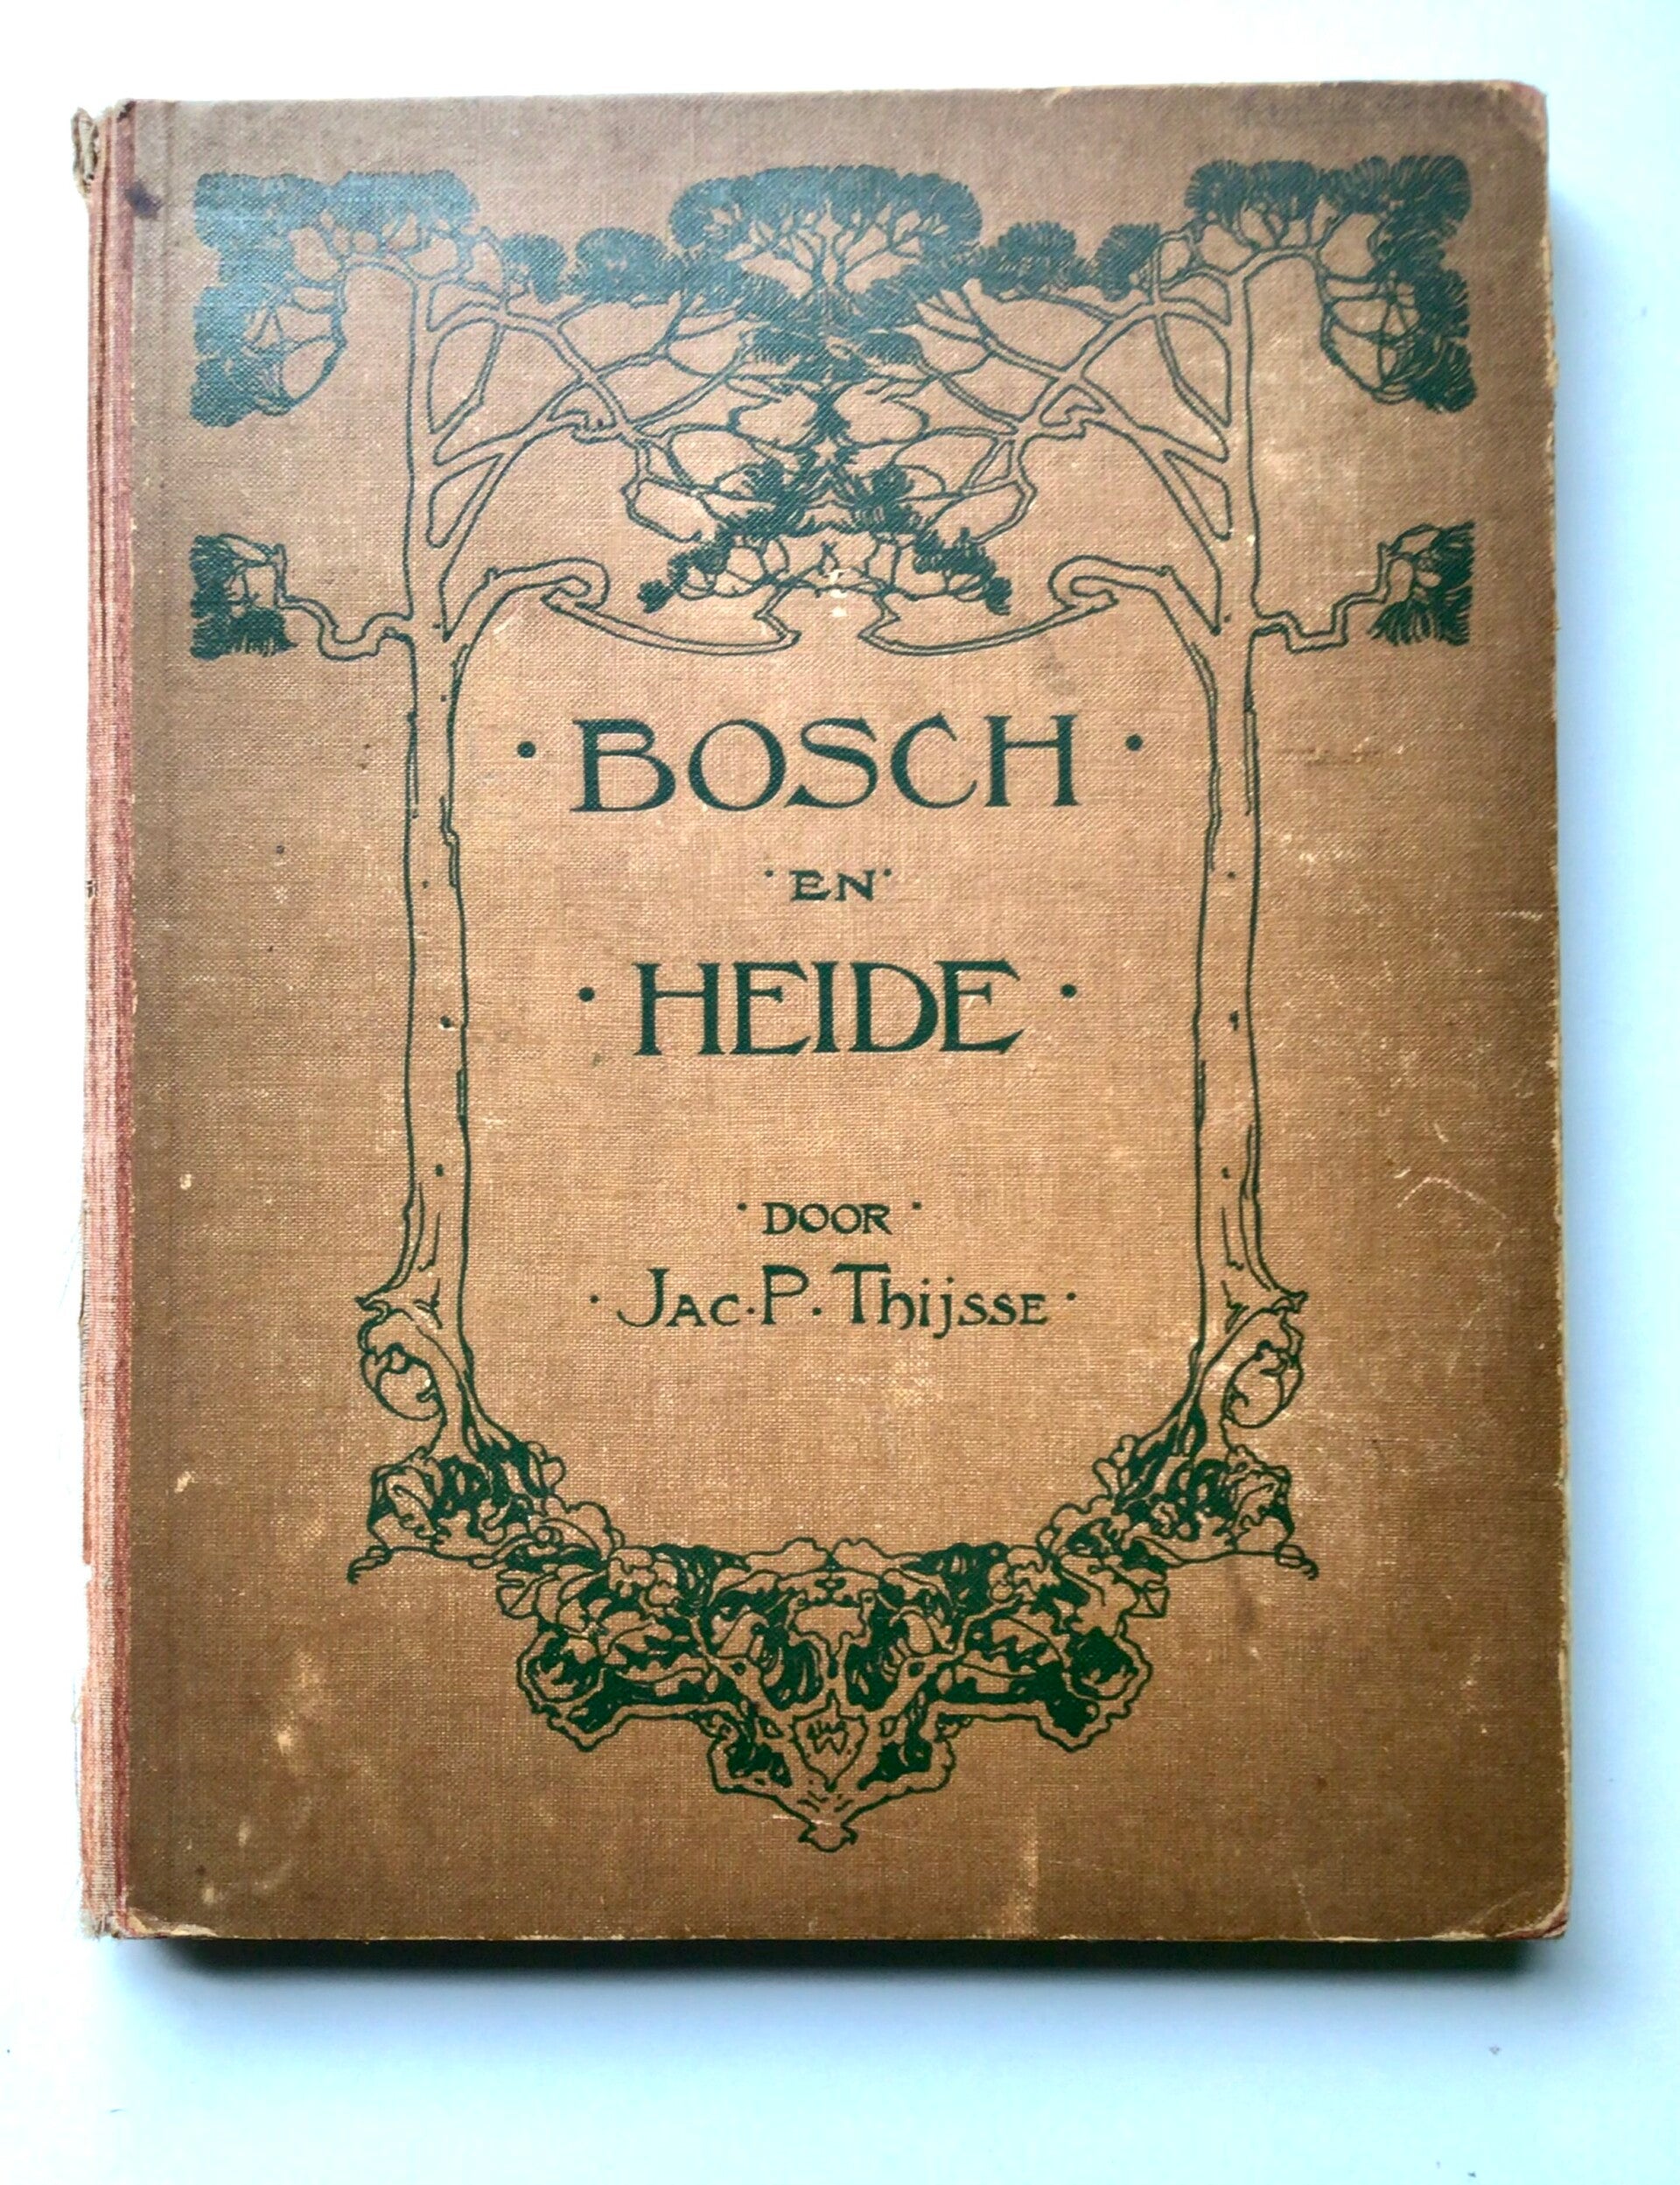 · BOSCH ·
· EN ·
· HEIDE ·
· DOOR ·
· JAC. P. Thijsse ·